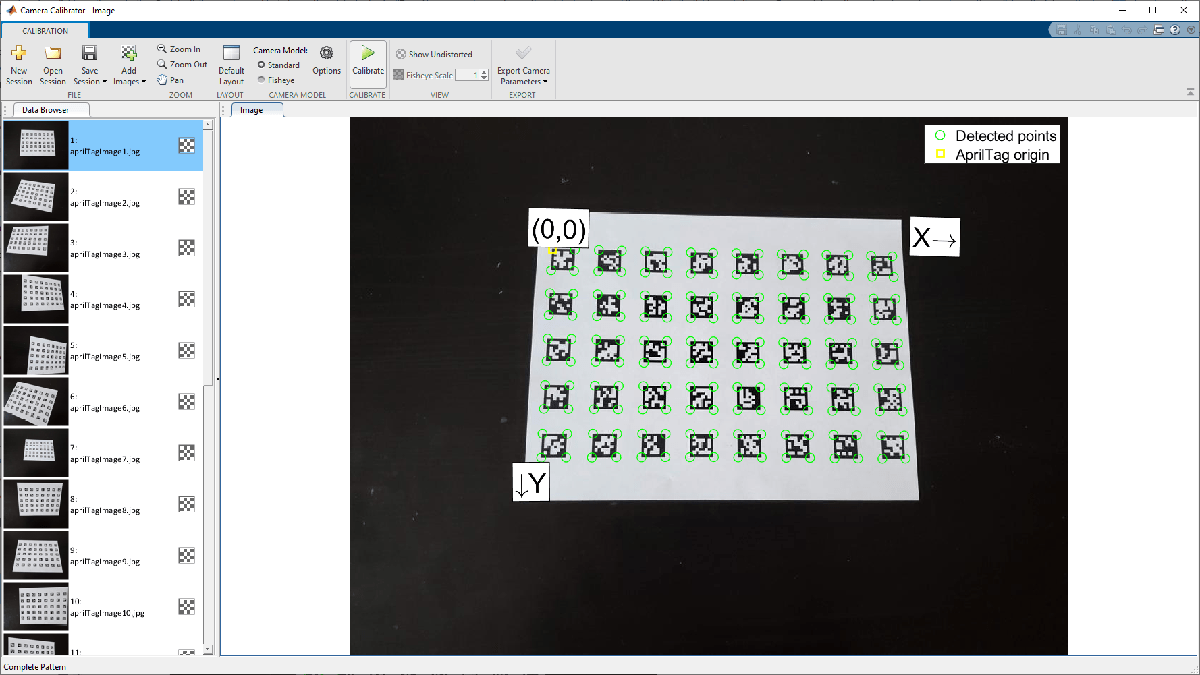 Camera Calibrator - Image
CALIBRATION
New Session
Open Session
Save Session
Add Images
Zoom In
Zoom Out
Pan
Default Layout
Camera Model:
Standard
Fisheye
Options
Calibrate
Show Undistorted
Fisheye Scale
Export Camera Parameters
FILE
ZOOM
LAYOUT
CAMERA MODEL
CALIBRATE
VIEW
EXPORT
Data Browser
Image
1:
aprilTagImage1.jpg
2:
aprilTagImage2.jpg
3:
aprilTagImage3.jpg
4:
aprilTagImage4.jpg
5:
aprilTagImage5.jpg
6:
aprilTagImage6.jpg
7:
aprilTagImage7.jpg
8:
aprilTagImage8.jpg
9:
aprilTagImage9.jpg
10:
aprilTagImage10.jpg
11:
Detected points
AprilTag origin
(0,0)
X→
↓Y
Complete Pattern